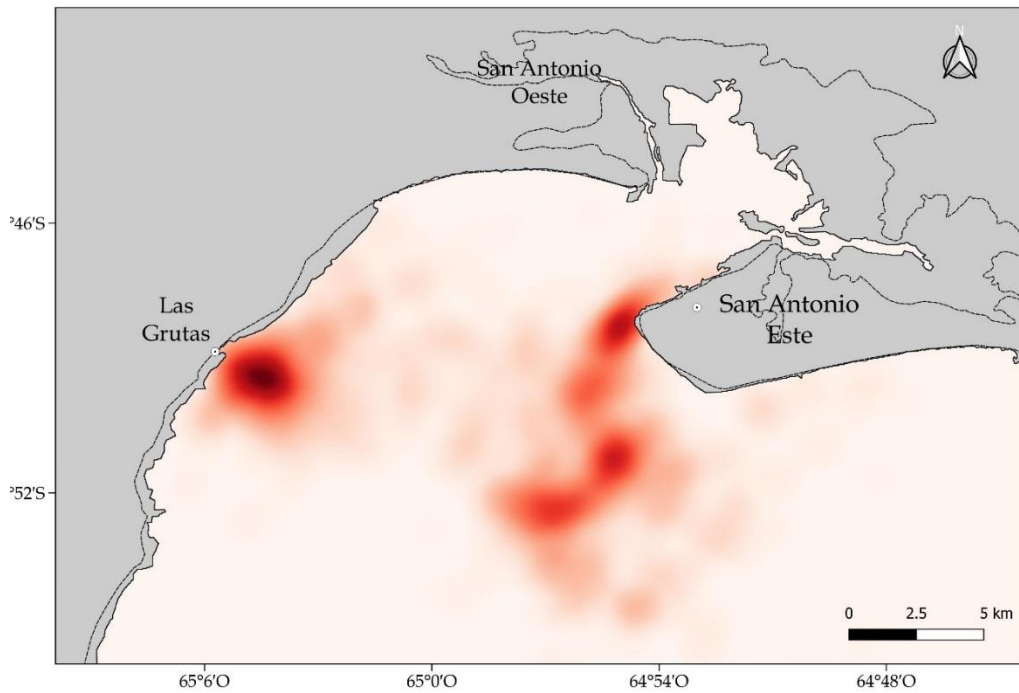 N
San Antonio
Oeste
°46'S
Las
Grutas
San Antonio
Este
°52'S
0 2.5 5 km
65°6'O 65°0'O 64°54'O 64°48'O